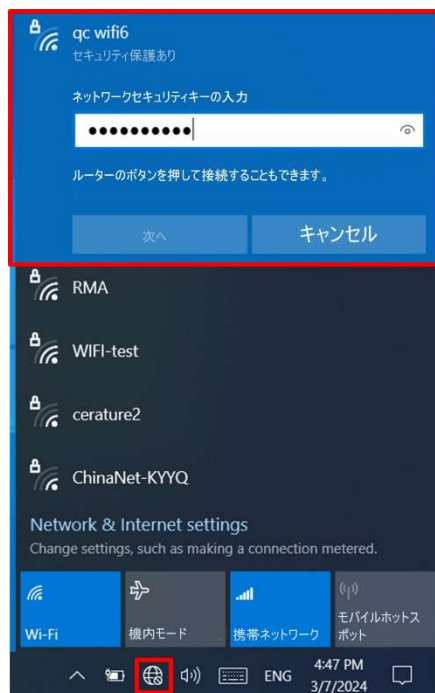 qc wifi6
セキュリティ保護あり
ネットワークセキュリティキーの入力
ルーターのボタンを押して接続することもできます。
次へ
キャンセル
RMA
WIFI-test
cerature2
ChinaNet-KYYQ
Network & Internet settings
Change settings, such as making a connection metered.
Wi-Fi
機内モード
携帯ネットワーク
モバイルホットス
ポット
ENG
4:47 PM
3/7/2024